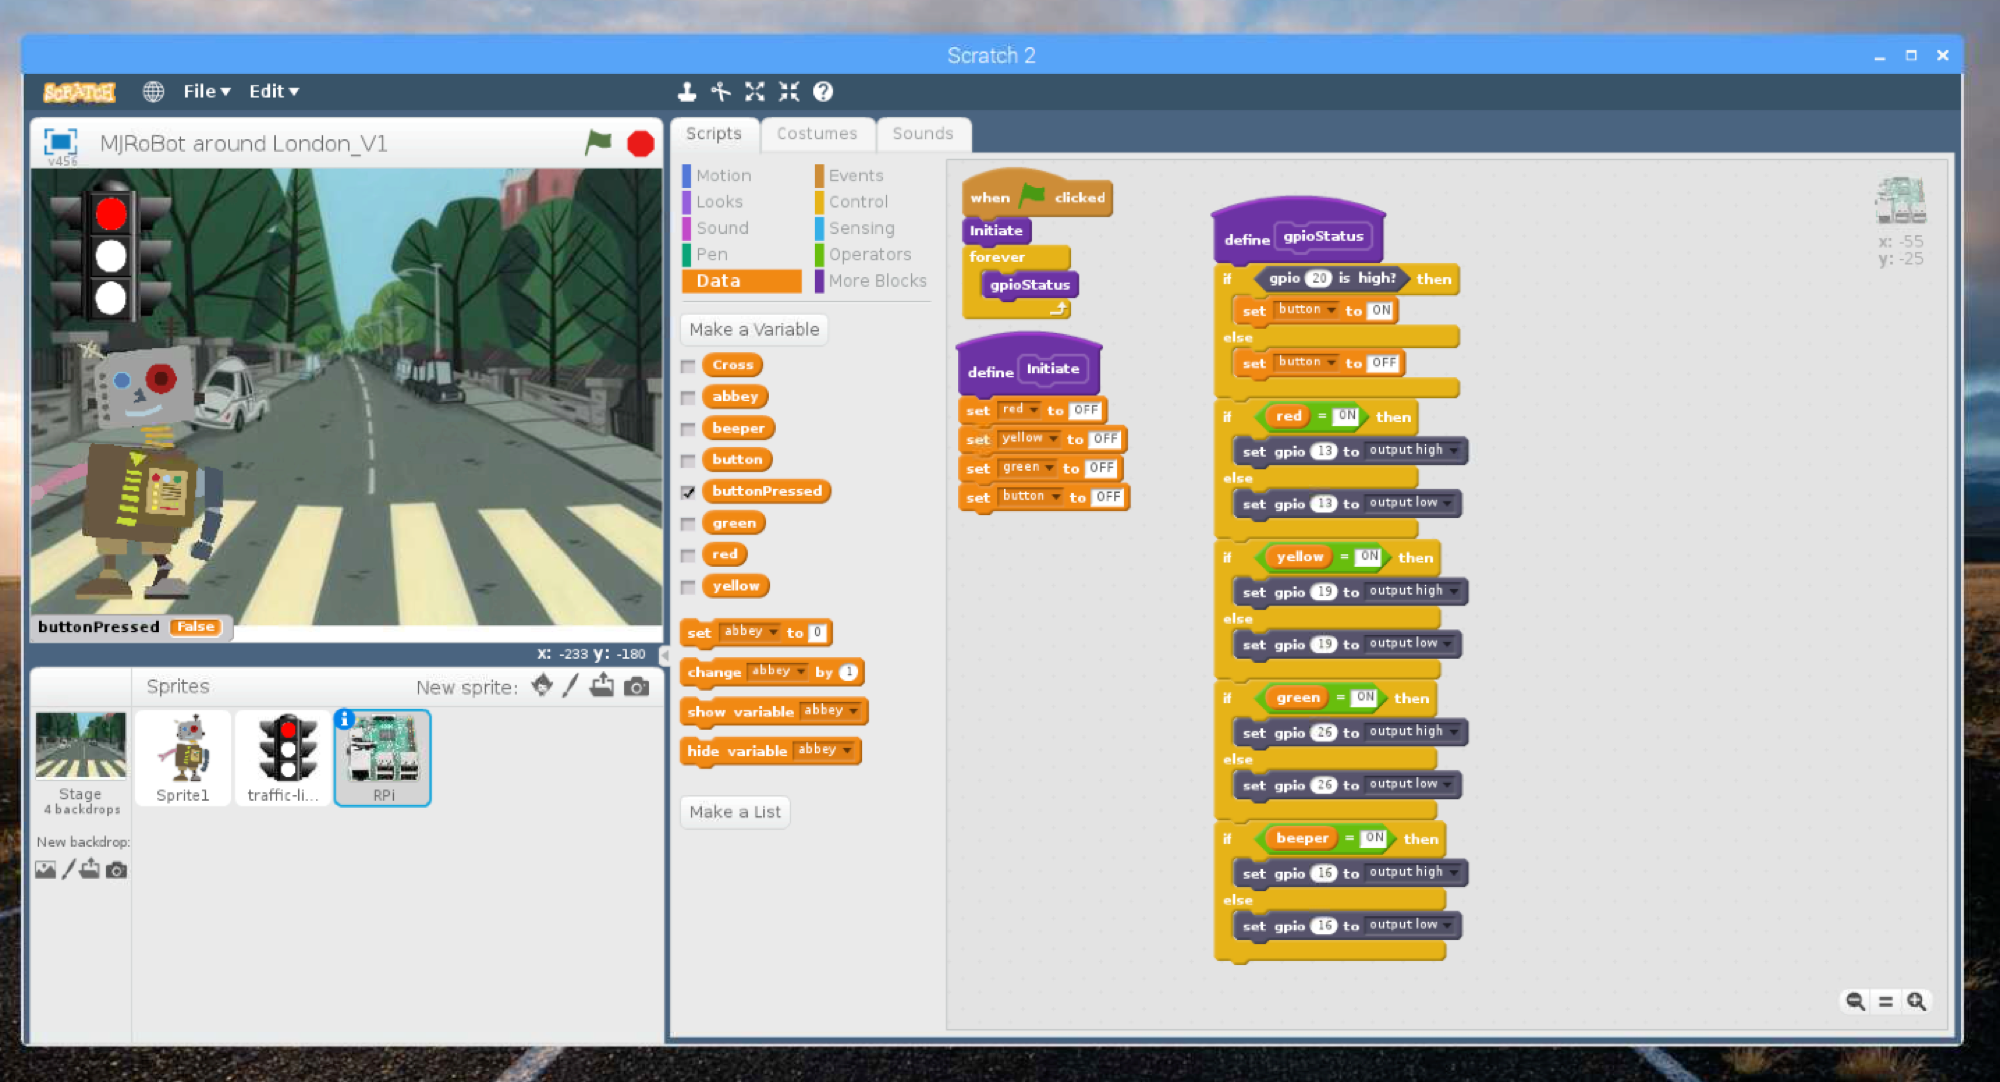 Scratch 2
SCRATCH File Edit
MJRoBot around London_V1
v456
buttonPressed False
x: -233 y: -180
Sprites New sprite:
Stage
4 backdrops
New backdrop:
Sprite1
traffic-li...
RPi
Scripts Costumes Sounds
Motion Events
Looks Control
Sound Sensing
Pen Operators
Data More Blocks
Make a Variable
Cross
abbey
beeper
button
buttonPressed
green
red
yellow
set abbey to 0
change abbey by 1
show variable abbey
hide variable abbey
Make a List
when clicked
Initiate
forever
gpioStatus
define Initiate
set red to OFF
set yellow to OFF
set green to OFF
set button to OFF
define gpioStatus
if gpio 20 is high? then
set button to ON
else
set button to OFF
if red = ON then
set gpio 13 to output high
else
set gpio 13 to output low
if yellow = ON then
set gpio 19 to output high
else
set gpio 19 to output low
if green = ON then
set gpio 26 to output high
else
set gpio 26 to output low
if beeper = ON then
set gpio 16 to output high
else
set gpio 16 to output low
x: -55
y: -25